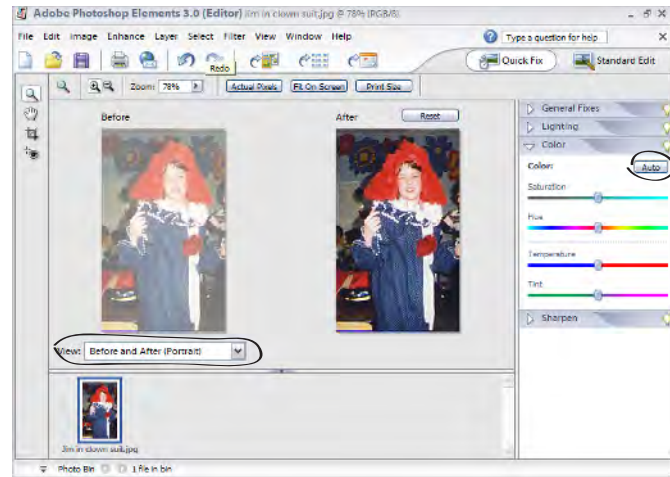 Adobe Photoshop Elements 3.0 (Editor) Jim in clown suit.jpg @ 78% (RGB/8)
File Edit Image Enhance Layer Select Filter View Window Help
Type a question for help
Redo
Quick Fix
Standard Edit
Zoom: 78%
Actual Pixels
Fit On Screen
Print Size
Before
After
Reset
General Fixes
Lighting
Color
Color:
Auto
Saturation
Hue
Temperature
Tint
Sharpen
View: Before and After (Portrait)
Jim in clown suit.jpg
Photo Bin
1 file in bin